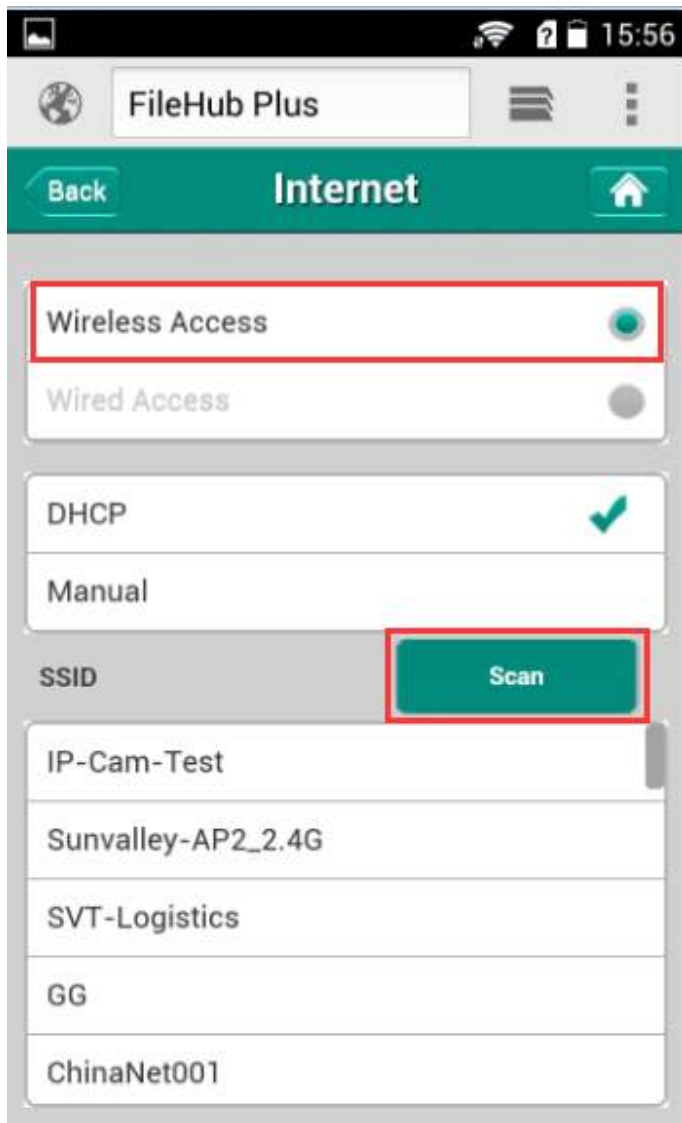 15:56
FileHub Plus
Back Internet
Wireless Access
Wired Access
DHCP
Manual
SSID Scan
IP-Cam-Test
Sunvalley-AP2_2.4G
SVT-Logistics
GG
ChinaNet001